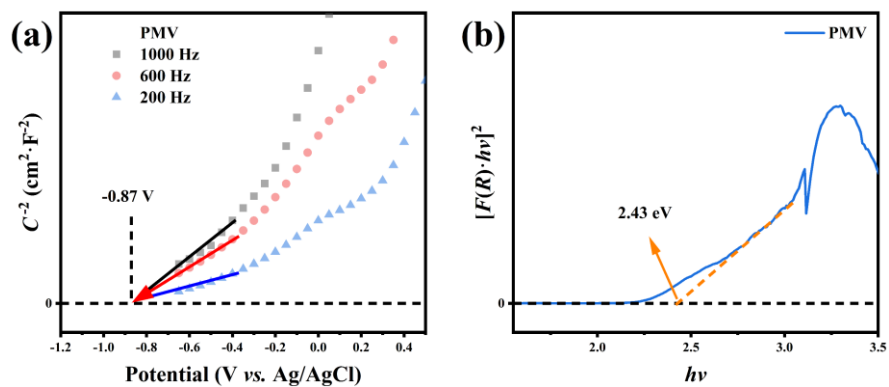 (a)
PMV
1000 Hz
600 Hz
200 Hz
-0.87 V
C⁻² (cm²·F⁻²)
0
-1.2 -1.0 -0.8 -0.6 -0.4 -0.2 0.0 0.2 0.4
Potential (V vs. Ag/AgCl)
(b)
PMV
2.43 eV
[F(R)·hv]²
0
2.0 2.5 3.0 3.5
hv